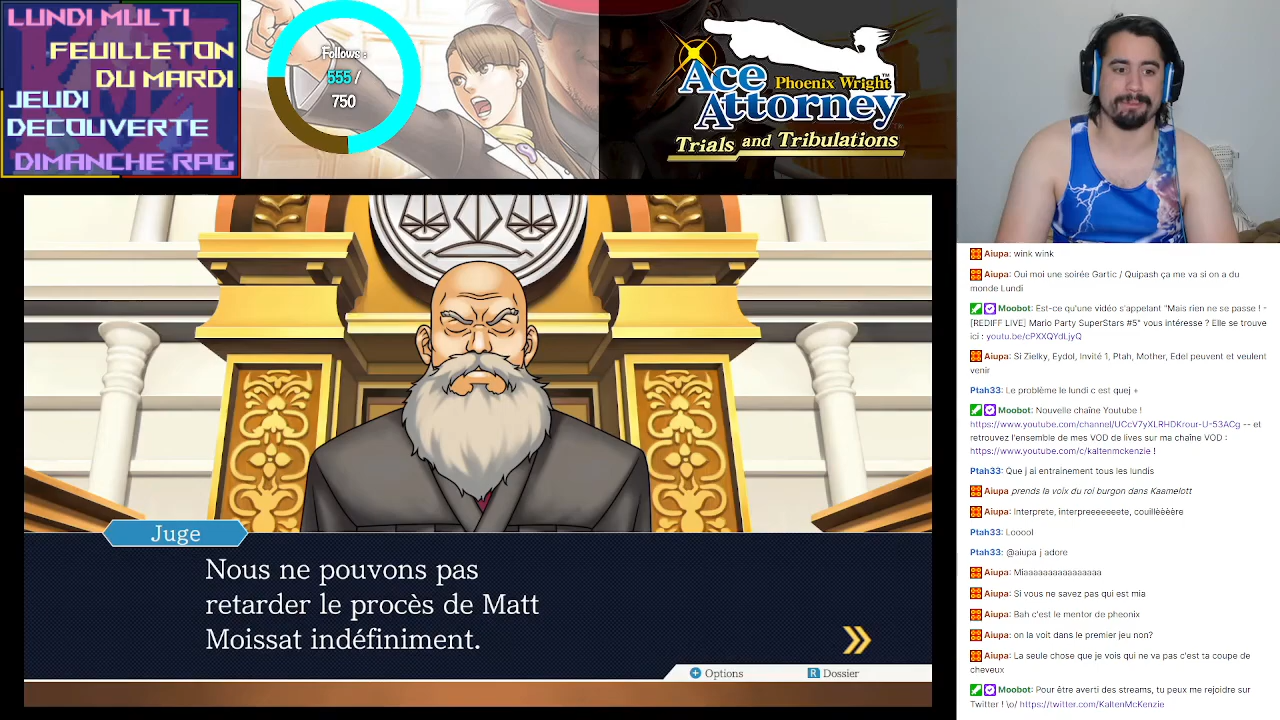 LUNDI MULTI
FEUILLETON
DU MARDI
JEUDI
DECOUVERTE
DIMANCHE RPG
Follows :
555 /
750
Phoenix Wright™
Ace
Attorney
Trials and Tribulations
Juge
Nous ne pouvons pas
retarder le procès de Matt
Moissat indéfiniment.
Options
R Dossier
Aiupa: wink wink
Aiupa: Oui moi une soirée Gartic / Quipash ça me va si on a du
monde Lundi
Moobot: Est-ce qu'une vidéo s'appelant "Mais rien ne se passe ! -
[REDIFF LIVE] Mario Party SuperStars #5" vous intéresse ? Elle se trouve
ici : youtu.be/cPXXQYdLjyQ
Aiupa: Si Zielky, Eydol, Invité 1, Ptah, Mother, Edel peuvent et veulent
venir
Ptah33: Le problème le lundi c est quej +
Moobot: Nouvelle chaîne Youtube !
https://www.youtube.com/channel/UCcV7yXLRHDKrour-U-53ACg -- et
retrouvez l'ensemble de mes VOD de lives sur ma chaîne VOD :
https://www.youtube.com/c/kaltenmckenzie !
Ptah33: Que j ai entrainement tous les lundis
Aiupa prends la voix du roi burgon dans Kaamelott
Aiupa: Interprete, interpreeeeeeete, couillèèèère
Ptah33: Looool
Ptah33: @aiupa j adore
Aiupa: Miaaaaaaaaaaaaaaa
Aiupa: Si vous ne savez pas qui est mia
Aiupa: Bah c'est le mentor de pheonix
Aiupa: on la voit dans le premier jeu non?
Aiupa: La seule chose que je vois qui ne va pas c'est ta coupe de
cheveux
Moobot: Pour être averti des streams, tu peux me rejoindre sur
Twitter ! \o/ https://twitter.com/KaltenMcKenzie